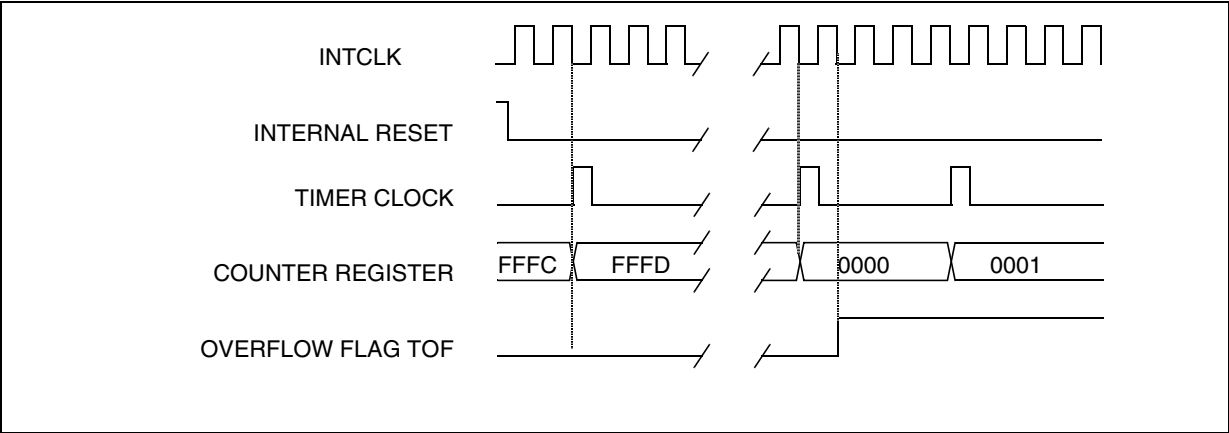 INTCLK
INTERNAL RESET
TIMER CLOCK
COUNTER REGISTER FFFC FFFD 0000 0001
OVERFLOW FLAG TOF